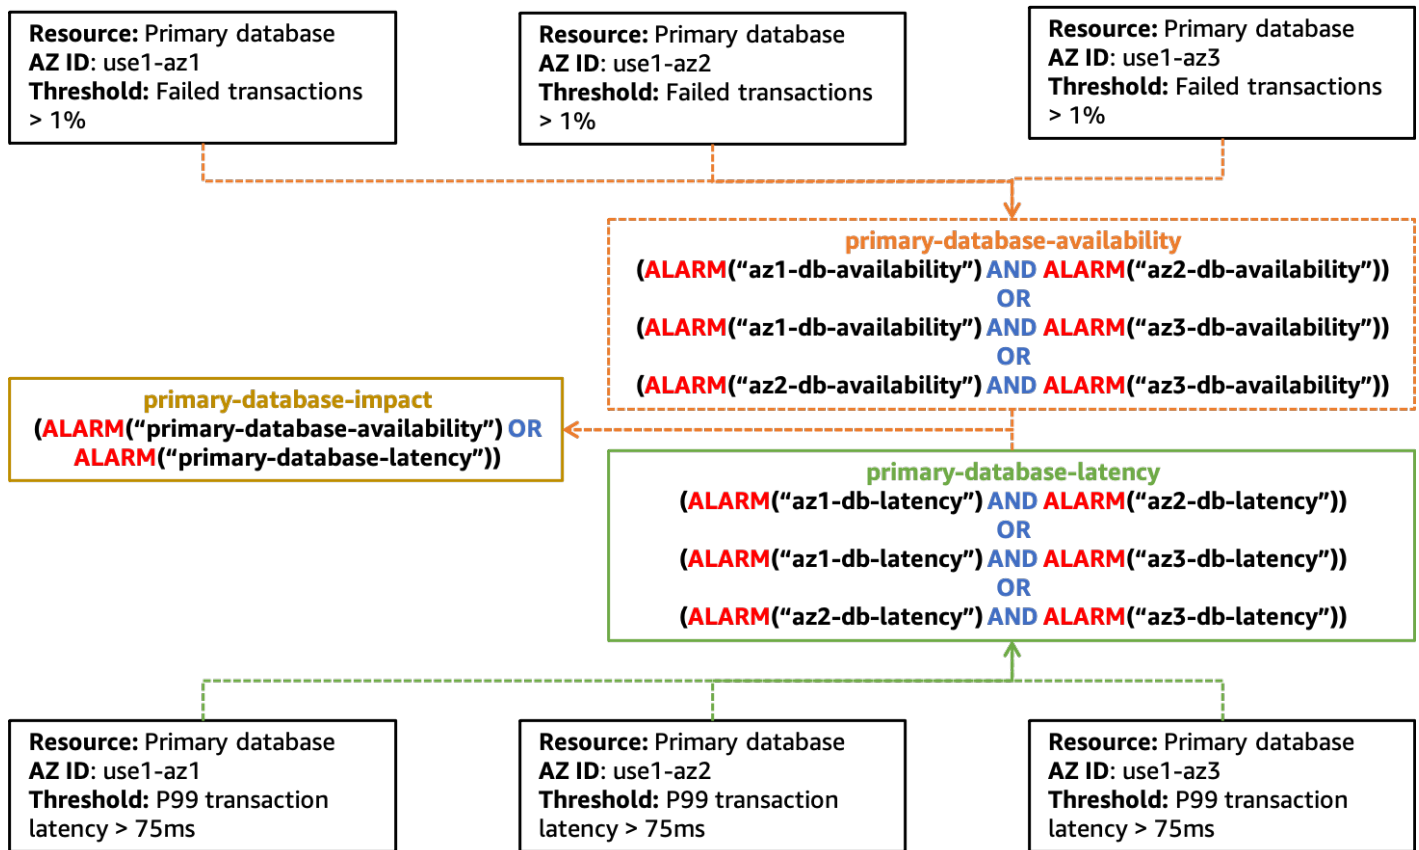 Resource: Primary database
AZ ID: use1-az1
Threshold: Failed transactions
> 1%
Resource: Primary database
AZ ID: use1-az2
Threshold: Failed transactions
> 1%
Resource: Primary database
AZ ID: use1-az3
Threshold: Failed transactions
> 1%
primary-database-availability
(ALARM(“az1-db-availability”) AND ALARM(“az2-db-availability”))
OR
(ALARM(“az1-db-availability”) AND ALARM(“az3-db-availability”))
OR
(ALARM(“az2-db-availability”) AND ALARM(“az3-db-availability”))
primary-database-impact
(ALARM(“primary-database-availability”) OR
ALARM(“primary-database-latency”))
primary-database-latency
(ALARM(“az1-db-latency”) AND ALARM(“az2-db-latency”))
OR
(ALARM(“az1-db-latency”) AND ALARM(“az3-db-latency”))
OR
(ALARM(“az2-db-latency”) AND ALARM(“az3-db-latency”))
Resource: Primary database
AZ ID: use1-az1
Threshold: P99 transaction
latency > 75ms
Resource: Primary database
AZ ID: use1-az2
Threshold: P99 transaction
latency > 75ms
Resource: Primary database
AZ ID: use1-az3
Threshold: P99 transaction
latency > 75ms